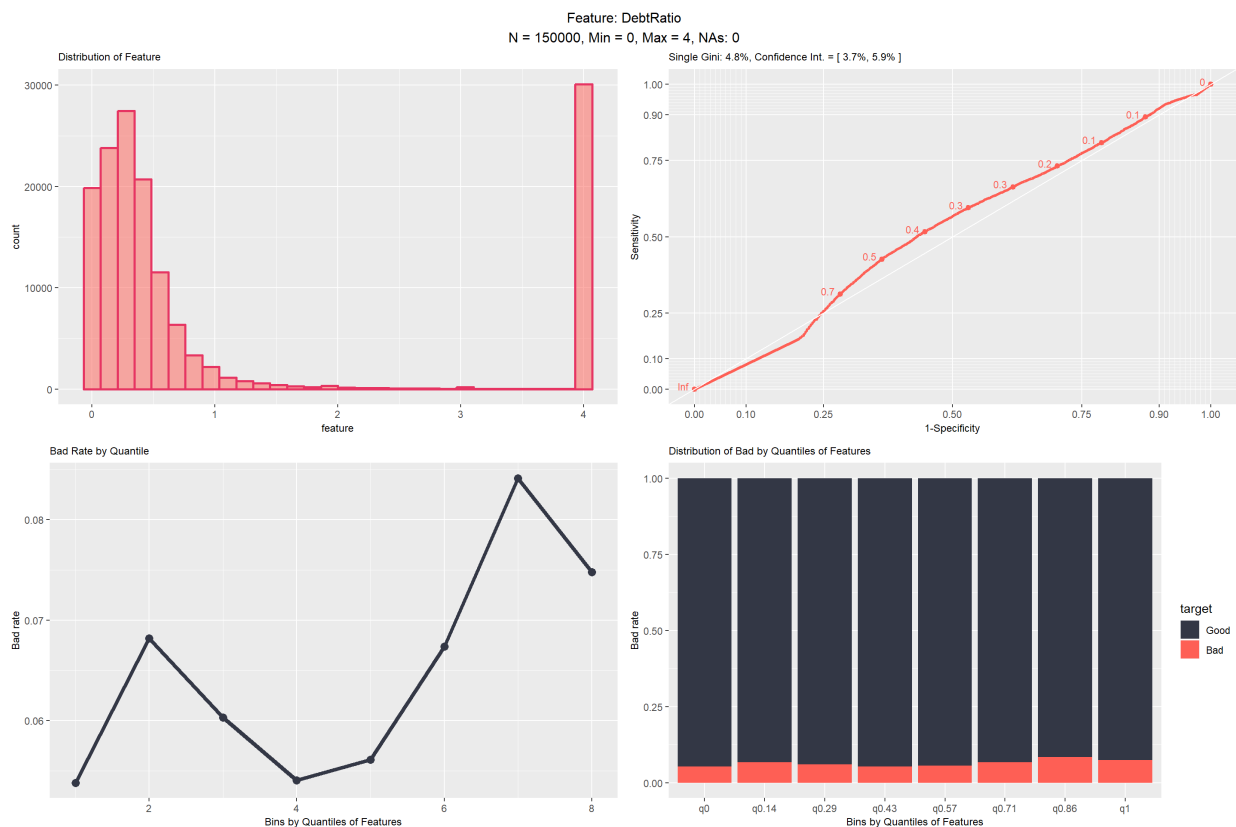 Feature: DebtRatio
N = 150000, Min = 0, Max = 4, NAs: 0
Distribution of Feature
30000
20000
10000
0
count
0 1 2 3 4
feature
Single Gini: 4.8%, Confidence Int. = [ 3.7%, 5.9% ]
1.00
0.90
0.75
0.50
0.25
0.10
0.00
Sensitivity
0
0.1
0.1
0.2
0.3
0.3
0.4
0.5
0.7
Inf
0.00 0.10 0.25 0.50 0.75 0.90 1.00
1-Specificity
Bad Rate by Quantile
0.08
0.07
0.06
Bad rate
2 4 6 8
Bins by Quantiles of Features
Distribution of Bad by Quantiles of Features
1.00
0.75
0.50
0.25
0.00
Bad rate
q0 q0.14 q0.29 q0.43 q0.57 q0.71 q0.86 q1
Bins by Quantiles of Features
target
Good
Bad